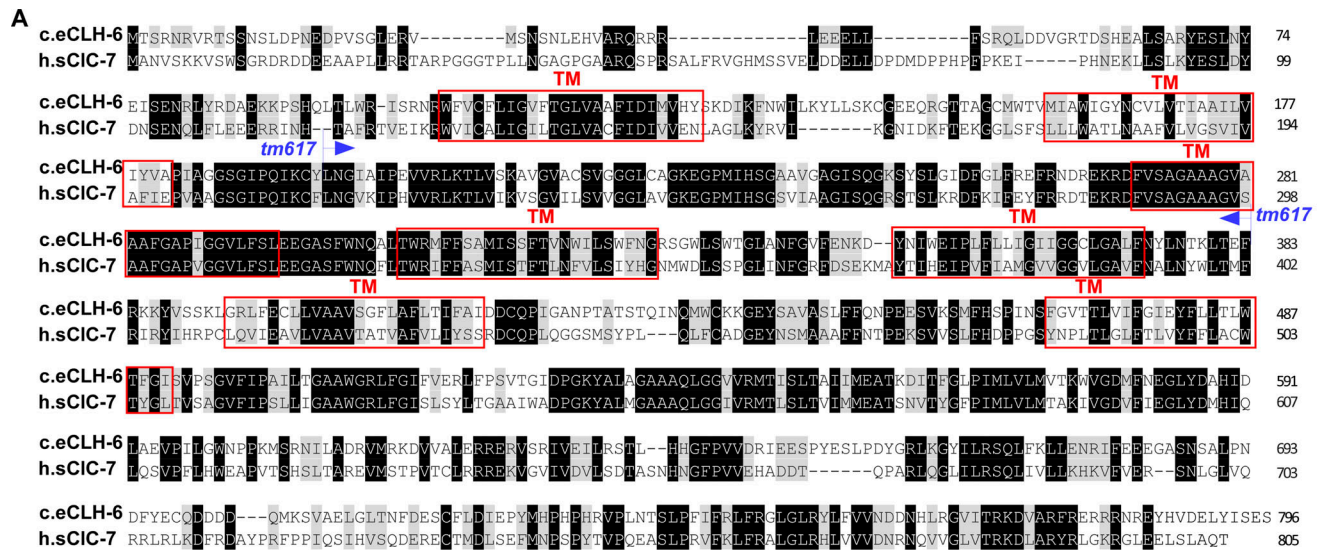 A
c.eCLH-6 MTSRNRVRTSSNSLDPNEDPVSGLERV--------MSNSNLEHVARQRRR-----------LEEELL------FSRQLDDVGRTDSHEALSARYESLNY 74
h.sClC-7 MANVSKKVSWSGRDRDDEEAAPLLRRTARPGGGTPLLNGAGPGAARQSPRSALFRVGHMSSVELDDELLDPDMDPPHPFPKEI---PHNEKLLSLKYESLDY 99
TM TM
c.eCLH-6 EISENRLYRDAEKKPSHQLTLWR-ISRNRWFVCFLIGVFTGLVAAFIDIMVHYSKDIKFNWILKYLLSKCGEEQRGTTAGCMWTVMIAWIGYNCVLVTIAAILV 177
h.sClC-7 DNSENQLFLEEERRINH--TAFRTVEIKRWVICALIGILTGLVACFIDIVVENLAGLKYRVI------KGNIDKFTEKGGLSFSLLLWATLNAAFVLVGSVIV 194
tm617 TM
c.eCLH-6 IYVAPIAGGSGIPQIKCYLNGIAIPEVVRLKTLVSKAVGVACSVGGGLCAGKEGPMIHSGAAVGAGISQGKSYSLGIDFGLFREFRNDREKRDFVSAGAAAGVA 281
h.sClC-7 AFIEPVAAGSGIPQIKCFLNGVKIPHVVRLKTLVIKVSGVILSVVGGLAVGKEGPMIHSGSVIAAGISQGRSTSLKRDFKIFEYFRRDTEKRDFVSAGAAAGVS 298
TM TM tm617
c.eCLH-6 AAFGAPIGGVLFSLEEGASFWNQALTWRMFFSAMISSFTVNWILSWFNGRSGWLSWTGLANFGVFENKD--YNIWEIPLFLLIGIIGGCLGALFNYLNTKLTEF 383
h.sClC-7 AAFGAPVGGVLFSLEEGASFWNQFLTWRIFFASMISTFTLNFVLSIYHGNMWDLSSPGLINFGRFDSEKMAYTIHEIPVFIAMGVVGGVLGAVFNALNYWLTMF 402
TM TM
c.eCLH-6 RKKYVSSKLGRLFECLLVAAVSGFLAFLTIFAIDDCQPIGANPTATSTQINQMWCKKGEYSAVASLFFQNPEESVKSMFHSPINSFGVTTLVIFGIEYFLLTLW 487
h.sClC-7 RIRYIHRPCLQVIEAVLVAAVTATVAFVLIYSSRDCQPLQGGSMSYPL---QLFCADGEYNSMAAAFFNTPEKSVVSLFHDPPGSYNPLTLGLFTLVYFFLACW 503
c.eCLH-6 TFGISVPSGVFIPAILTGAAWGRLFGIFVERLFPSVTGIDPGKYALAGAAAQLGGVVRMTISLTAIIMEATKDITFGLPIMLVLMVTKWVGDMFNEGLYDAHID 591
h.sClC-7 TYGLTVSAGVFIPSLLIGAAWGRLFGISLSYLTGAAIWADPGKYALMGAAAQLGGIVRMTLSLTVIMMEATSNVTYGFPIMLVLMTAKIVGDVFIEGLYDMHIQ 607
c.eCLH-6 LAEVPILGWNPPKMSRNILADRVMRKDVVALERRERVSRIVEILRSTL--HHGFPVVDRIEESPYESLPDYGRLKGYILRSQLFKLLENRIFEEEGASNSALPN 693
h.sClC-7 LQSVPFLHWEAPVTSHSLTAREVMSTPVTCLRRREKVGVIVDVLSDTASNHNGFPVVEHADDT------QPARLQGLILRSQLIVLLKHKVFVER--SNLGLVQ 703
c.eCLH-6 DFYECQDDDD---QMKSVAELGLTNFDESCFLDIEPYMHPHPHRVPLNTSLPFIFRLFRGLGLRYLFVVNDDNHLRGVITRKDVARFRERRRNREYHVDELYISES 796
h.sClC-7 RRLRLKDFRDAYPRFPPIQSIHVSQDERECTMDLSEFMNPSPYTVPQEASLPRVFKLFRALGLRHLVVVDNRNQVVGLVTRKDLARYRLGKRGLEELSLAQT 805